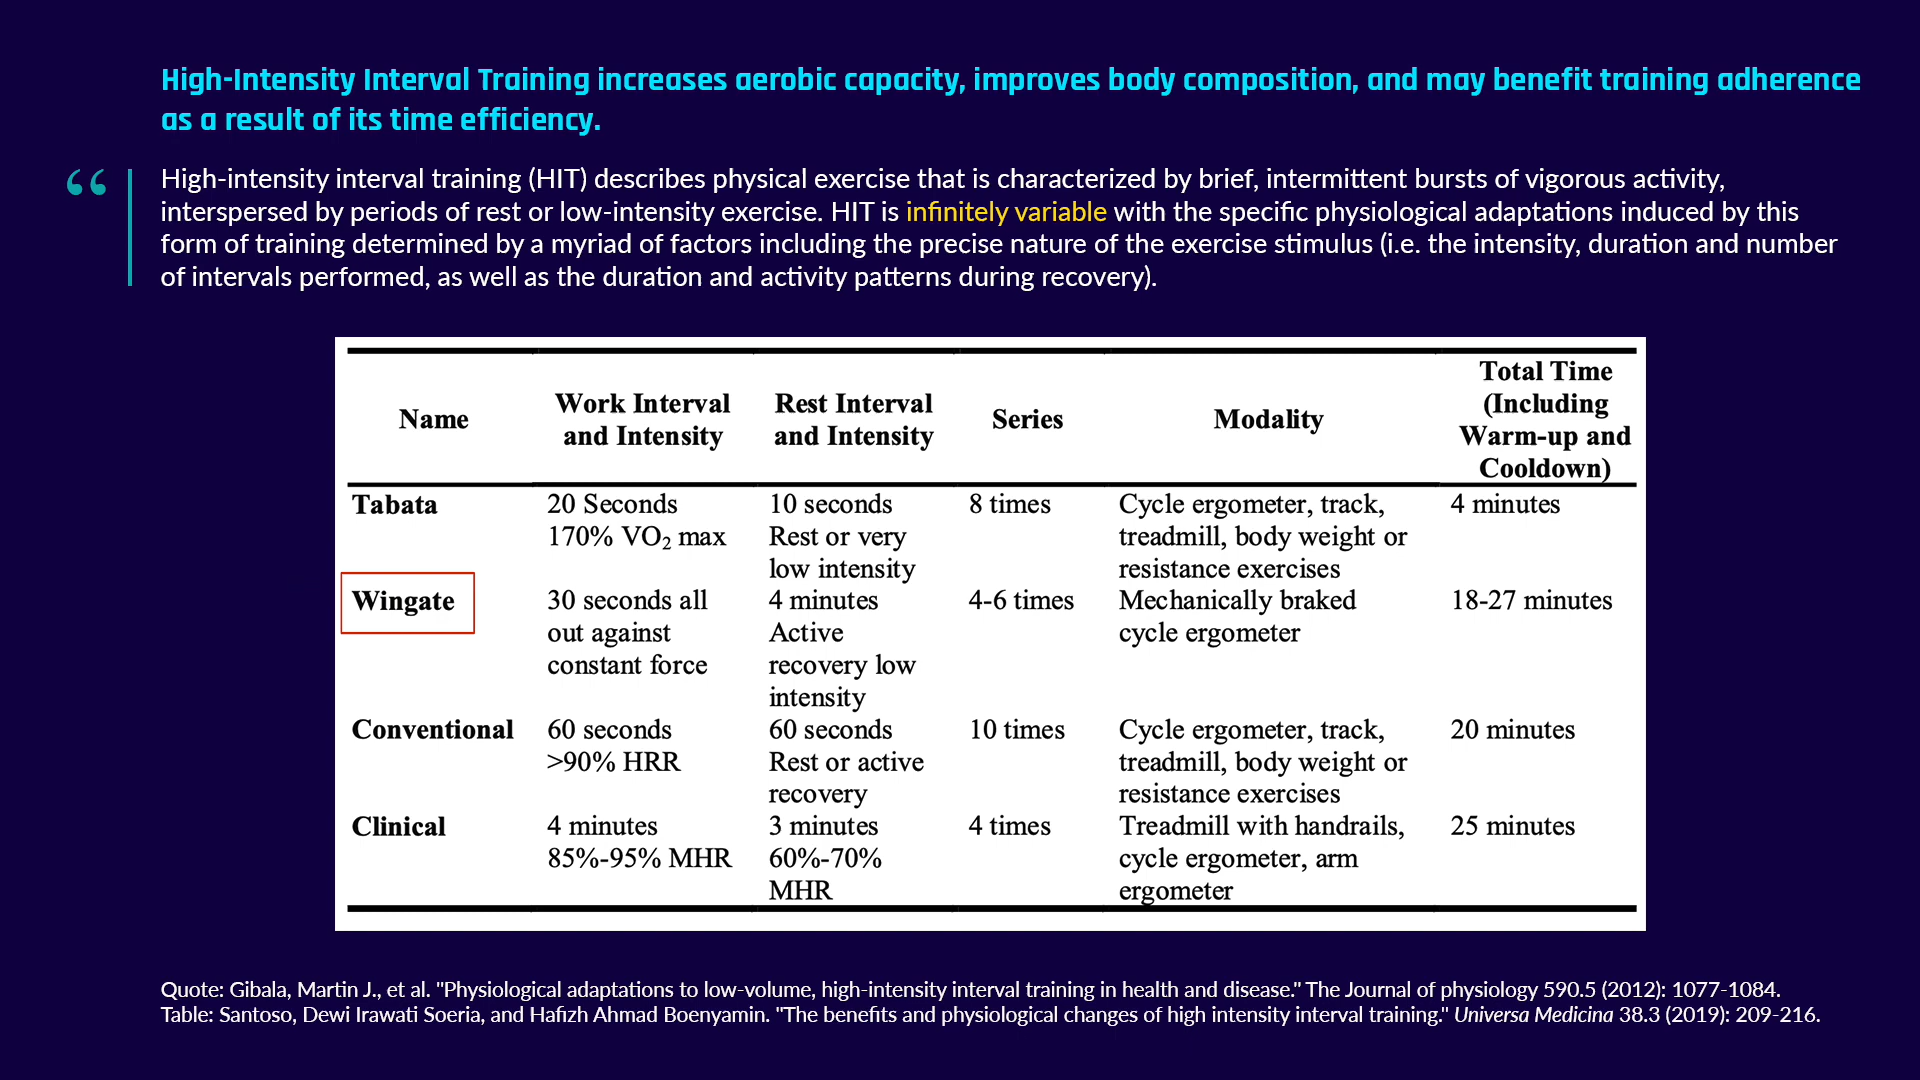 High-Intensity Interval Training increases aerobic capacity, improves body composition, and may benefit training adherence
as a result of its time efficiency.
“
High-intensity interval training (HIT) describes physical exercise that is characterized by brief, intermittent bursts of vigorous activity,
interspersed by periods of rest or low-intensity exercise. HIT is infinitely variable with the specific physiological adaptations induced by this
form of training determined by a myriad of factors including the precise nature of the exercise stimulus (i.e. the intensity, duration and number
of intervals performed, as well as the duration and activity patterns during recovery).
Name
Work Interval
and Intensity
Rest Interval
and Intensity
Series
Modality
Total Time
(Including
Warm-up and
Cooldown)
Tabata
20 Seconds
170% VO₂ max
10 seconds
Rest or very
low intensity
8 times
Cycle ergometer, track,
treadmill, body weight or
resistance exercises
4 minutes
Wingate
30 seconds all
out against
constant force
4 minutes
Active
recovery low
intensity
4-6 times
Mechanically braked
cycle ergometer
18-27 minutes
Conventional
60 seconds
>90% HRR
60 seconds
Rest or active
recovery
10 times
Cycle ergometer, track,
treadmill, body weight or
resistance exercises
20 minutes
Clinical
4 minutes
85%-95% MHR
3 minutes
60%-70%
MHR
4 times
Treadmill with handrails,
cycle ergometer, arm
ergometer
25 minutes
Quote: Gibala, Martin J., et al. "Physiological adaptations to low-volume, high-intensity interval training in health and disease." The Journal of physiology 590.5 (2012): 1077-1084.
Table: Santoso, Dewi Irawati Soeria, and Hafizh Ahmad Boenyamin. "The benefits and physiological changes of high intensity interval training." Universa Medicina 38.3 (2019): 209-216.